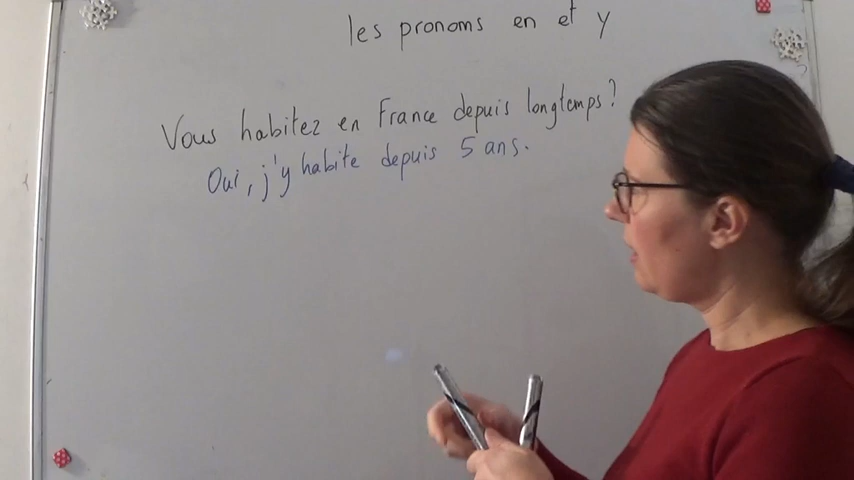 les pronoms en et y
Vous habitez en France depuis longtemps?
Oui, j'y habite depuis 5 ans.